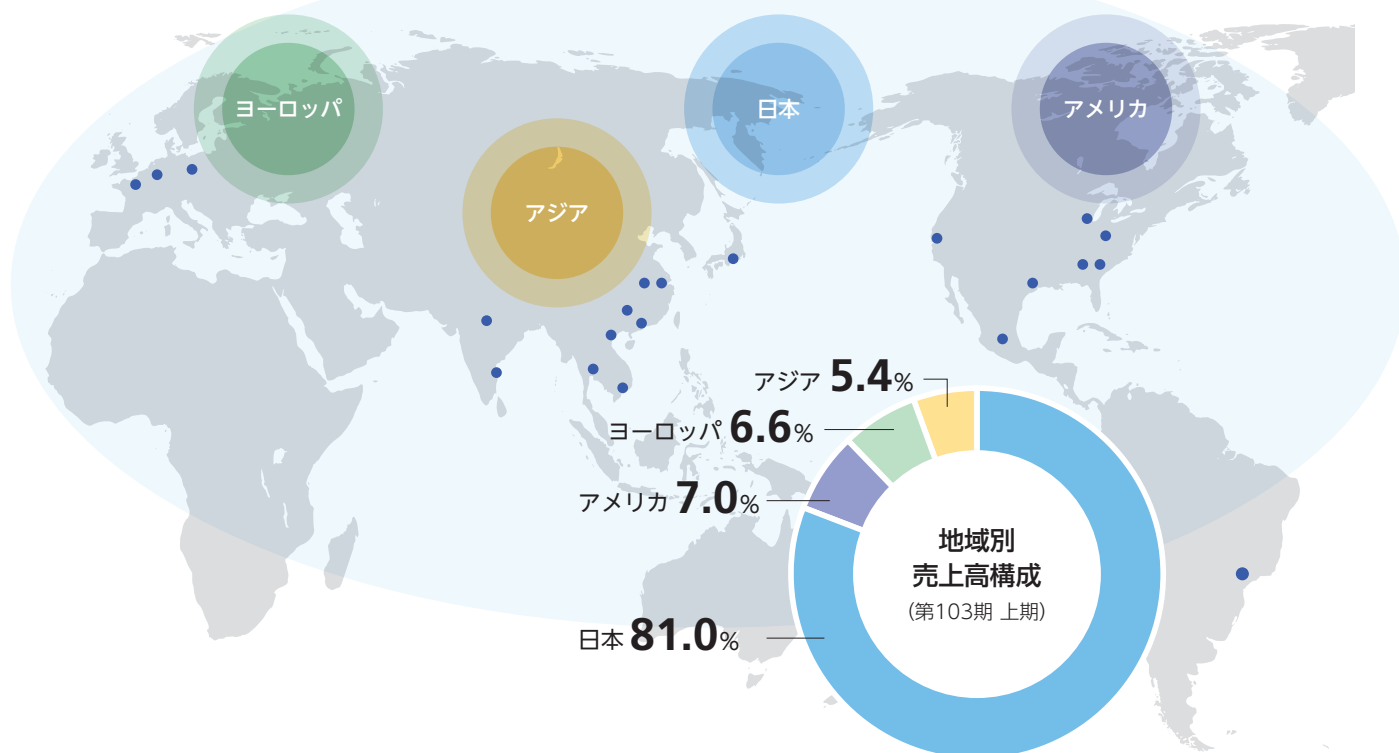 ヨーロッパ
日本
アメリカ
アジア
アジア 5.4%
ヨーロッパ 6.6%
アメリカ 7.0%
日本 81.0%
地域別
売上高構成
(第103期 上期)